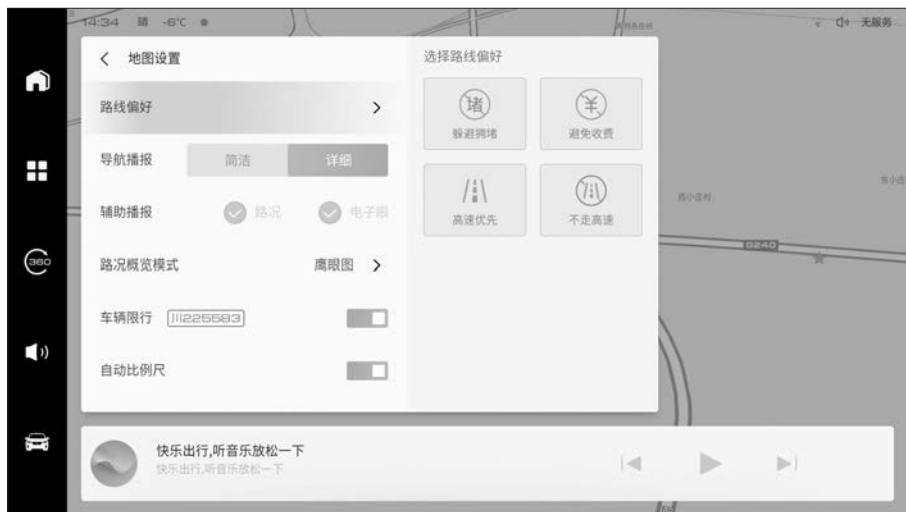 14:34 晴 -6℃
无服务
地图设置
路线偏好
导航播报 简洁 详细
辅助播报 路况 电子眼
路况概览模式 鹰眼图
车辆限行 川225583
自动比例尺
选择路线偏好
堵 ¥
躲避拥堵 避免收费
高速优先 不走高速
西小庄村
东小庄
G240
360
快乐出行,听音乐放松一下
快乐出行,听音乐放松一下